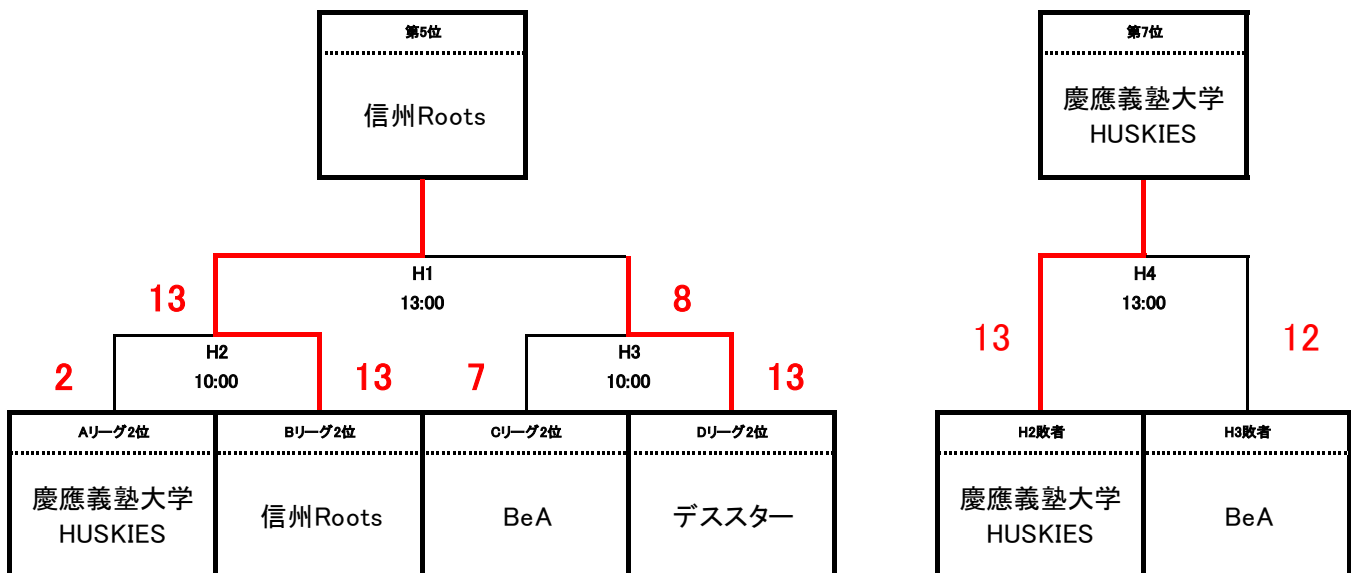 第5位
信州Roots
第7位
慶應義塾大学
HUSKIES
H1
13:00
13
8
H2
10:00
2
13
H3
10:00
7
13
H4
13:00
13
12
Aリーグ2位
慶應義塾大学
HUSKIES
Bリーグ2位
信州Roots
Cリーグ2位
BeA
Dリーグ2位
デススター
H2敗者
慶應義塾大学
HUSKIES
H3敗者
BeA